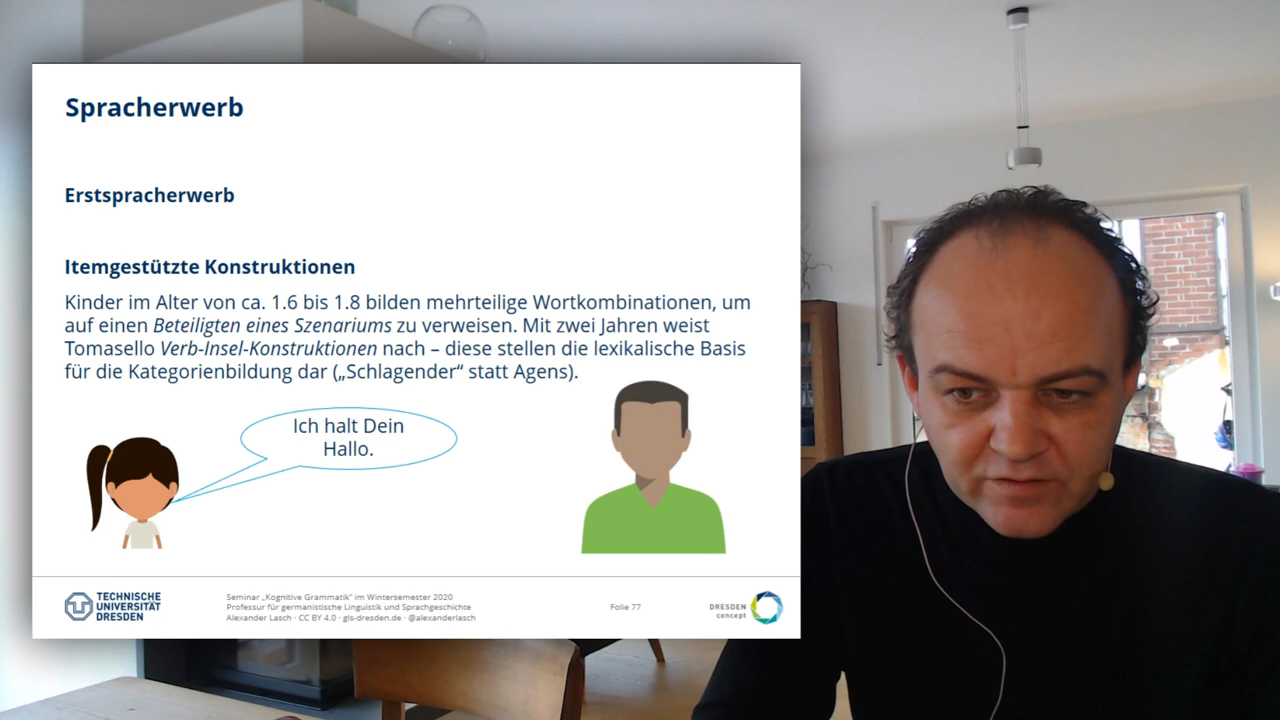 Spracherwerb
Erstspracherwerb
Itemgestützte Konstruktionen
Kinder im Alter von ca. 1.6 bis 1.8 bilden mehrteilige Wortkombinationen, um
auf einen Beteiligten eines Szenariums zu verweisen. Mit zwei Jahren weist
Tomasello Verb-Insel-Konstruktionen nach – diese stellen die lexikalische Basis
für die Kategorienbildung dar („Schlagender“ statt Agens).
Ich halt Dein
Hallo.
TECHNISCHE
UNIVERSITÄT
DRESDEN
Seminar „Kognitive Grammatik“ im Wintersemester 2020
Professur für germanistische Linguistik und Sprachgeschichte
Alexander Lasch · CC BY 4.0 · gls-dresden.de · @alexanderlasch
Folie 77
DRESDEN
concept